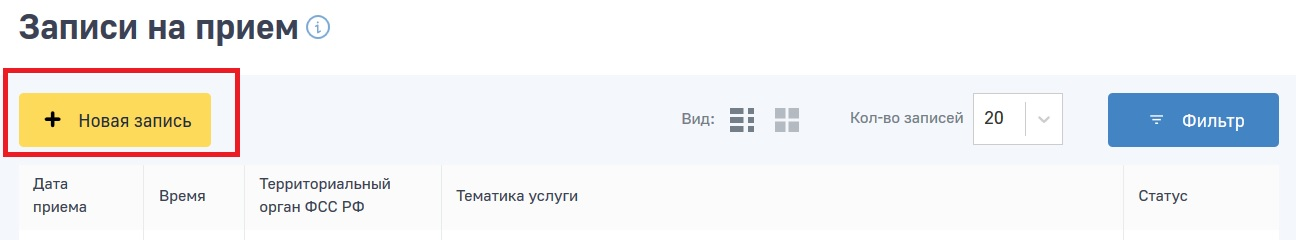 Записи на прием
Новая запись
Вид:
Кол-во записей
20
Фильтр
Дата
приема
Время
Территориальный
орган ФСС РФ
Тематика услуги
Статус